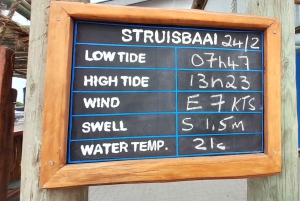 STRUISBAAI 24/2
LOW TIDE 07h47
HIGH TIDE 13h23
WIND E 7 KTS
SWELL S 1,5M
WATER TEMP. 21c